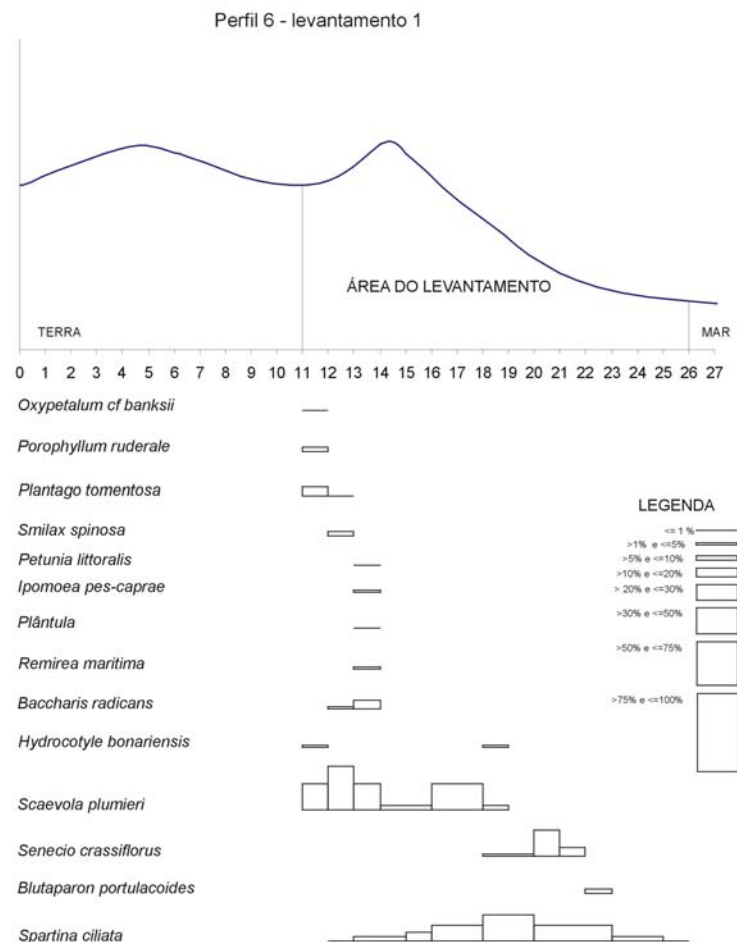 Perfil 6 - levantamento 1
ÁREA DO LEVANTAMENTO
TERRA
MAR
0 1 2 3 4 5 6 7 8 9 10 11 12 13 14 15 16 17 18 19 20 21 22 23 24 25 26 27
Oxypetalum cf banksii
Porophyllum ruderale
Plantago tomentosa
Smilax spinosa
Petunia littoralis
Ipomoea pes-caprae
Plântula
Remirea maritima
Baccharis radicans
Hydrocotyle bonariensis
Scaevola plumieri
Senecio crassiflorus
Blutaparon portulacoides
Spartina ciliata
LEGENDA
<= 1 %
>1% e <=5%
>5% e <=10%
>10% e <=20%
> 20% e <=30%
>30% e <=50%
>50% e <=75%
>75% e <=100%